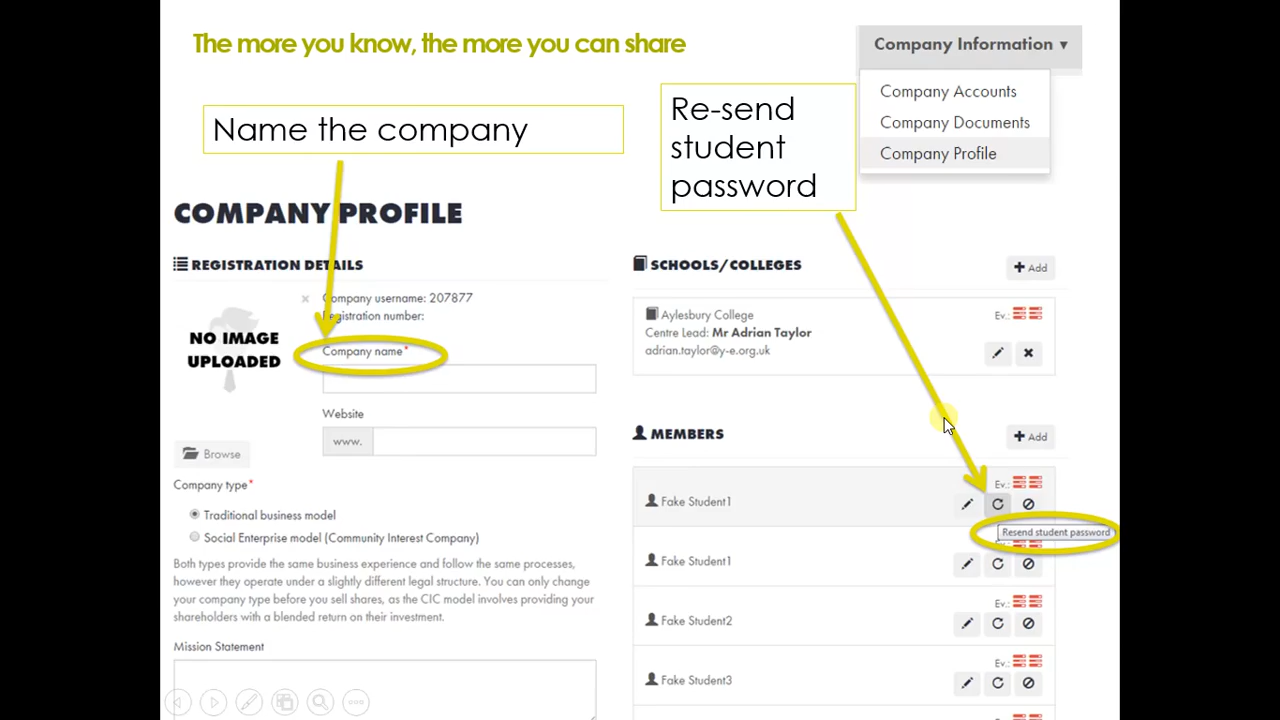 The more you know, the more you can share
Company Information ▼
Company Accounts
Company Documents
Company Profile
Name the company
Re-send
student
password
COMPANY PROFILE
REGISTRATION DETAILS
NO IMAGE
UPLOADED
Company username: 207877
Registration number:
Company name*
Website
www.
Browse
Company type*
Traditional business model
Social Enterprise model (Community Interest Company)
Both types provide the same business experience and follow the same processes,
however they operate under a slightly different legal structure. You can only change
your company type before you sell shares, as the CIC model involves providing your
shareholders with a blended return on their investment.
Mission Statement
SCHOOLS/COLLEGES
Add
Aylesbury College
Ev.:
Centre Lead: Mr Adrian Taylor
adrian.taylor@y-e.org.uk
MEMBERS
Add
Ev.:
Fake Student1
Resend student password
Fake Student1
Ev.:
Fake Student2
Ev.:
Fake Student3